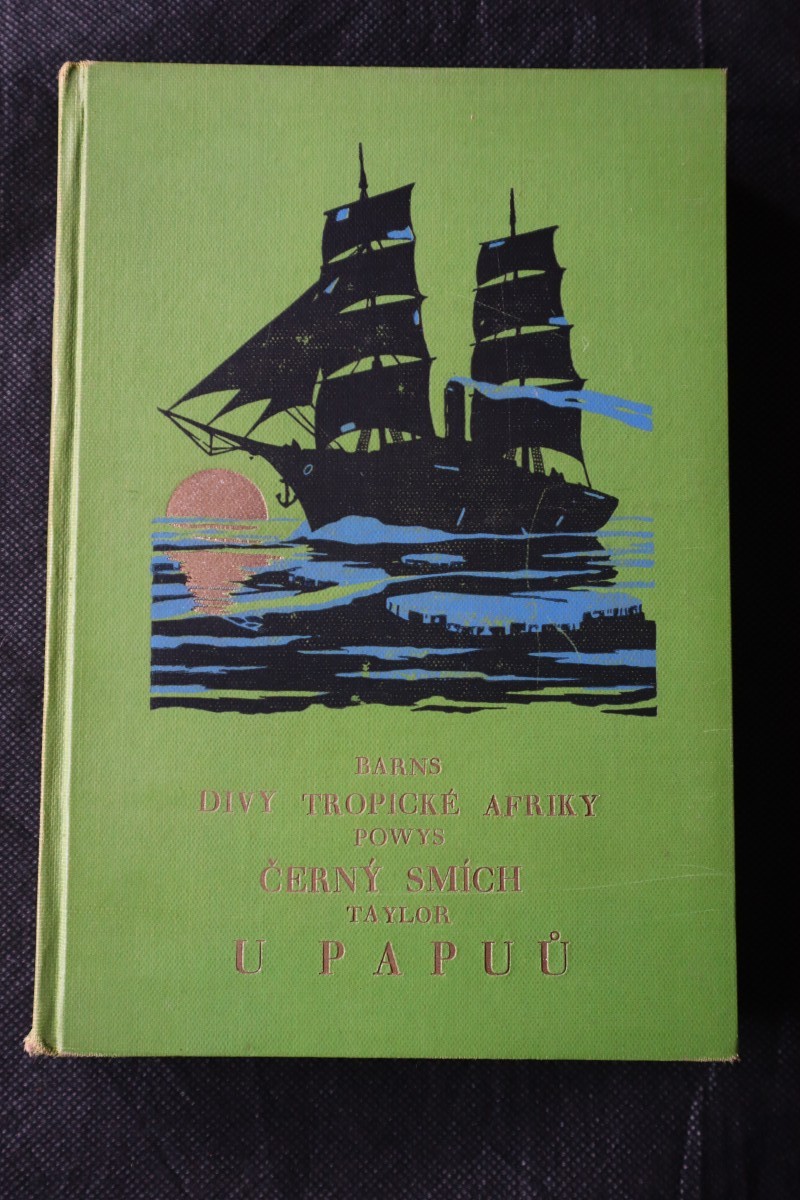 BARNS
DIVY TROPICKÉ AFRIKY
POWYS
ČERNÝ SMÍCH
TAYLOR
U PAPUŮ